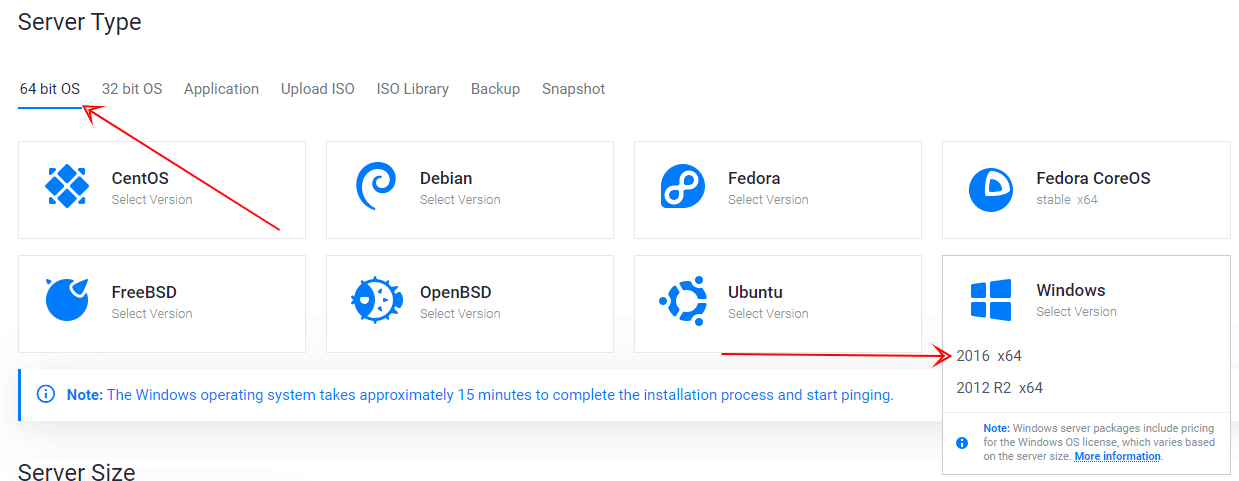 Server Type
64 bit OS 32 bit OS Application Upload ISO ISO Library Backup Snapshot
CentOS
Select Version
Debian
Select Version
Fedora
Select Version
Fedora CoreOS
stable x64
FreeBSD
Select Version
OpenBSD
Select Version
Ubuntu
Select Version
Windows
Select Version
2016 x64
2012 R2 x64
Note: Windows server packages include pricing
for the Windows OS license, which varies based
on the server size. More information.
Note: The Windows operating system takes approximately 15 minutes to complete the installation process and start pinging.
Server Size